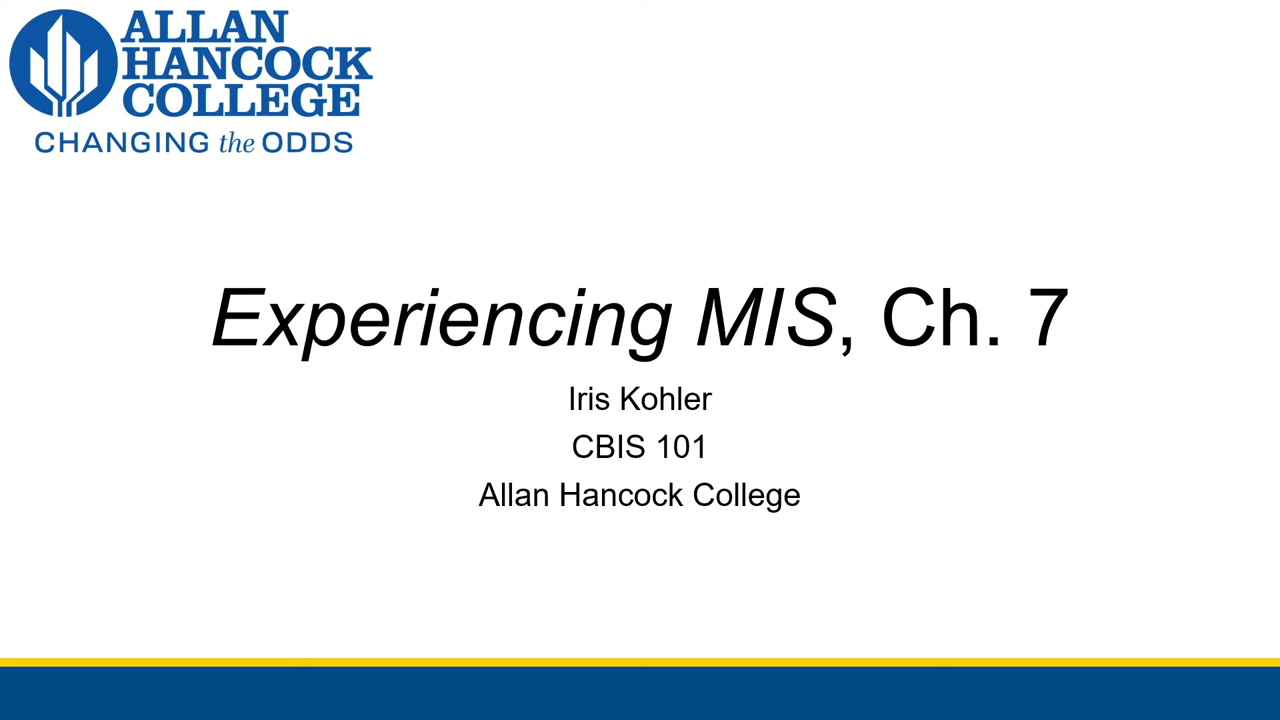 ALLAN
HANCOCK
COLLEGE
CHANGING the ODDS
Experiencing MIS, Ch. 7
Iris Kohler
CBIS 101
Allan Hancock College